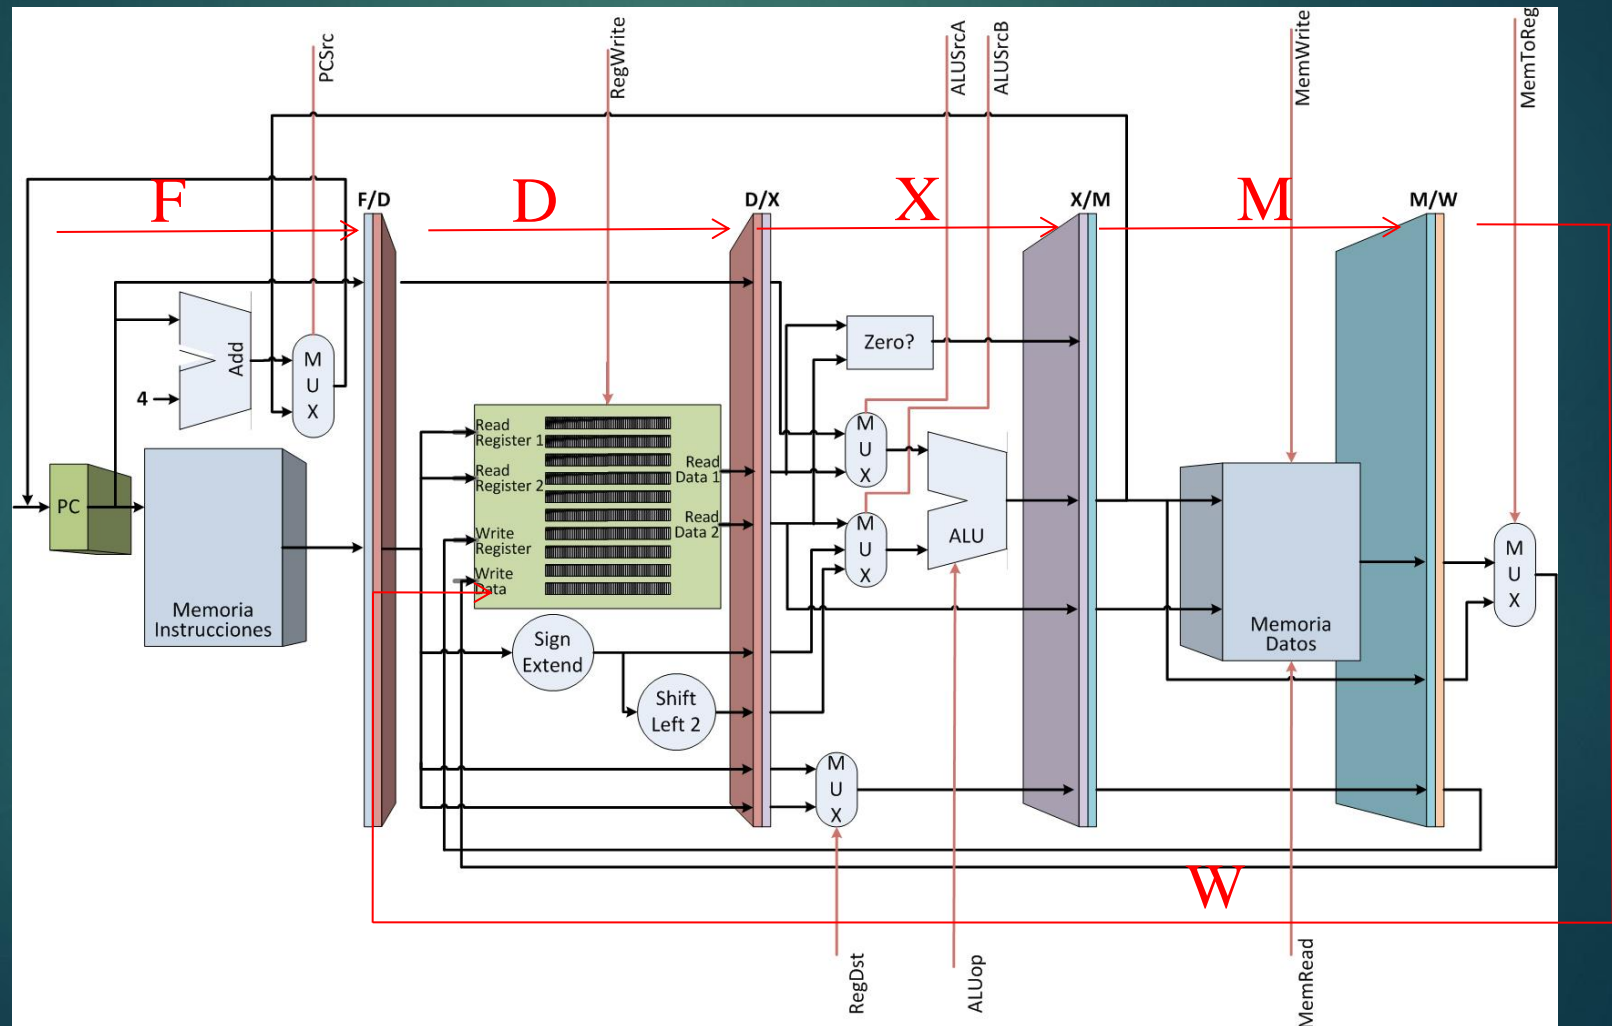 PCSrc
RegWrite
ALUSrcA
ALUSrcB
MemWrite
MemToReg
F
D
X
M
F/D
D/X
X/M
M/W
Add
4
M
U
X
PC
Memoria
Instrucciones
Read
Register 1
Read
Register 2
Write
Register
Write
Data
Read
Data 1
Read
Data 2
Sign
Extend
Shift
Left 2
Zero?
M
U
X
M
U
X
ALU
M
U
X
Memoria
Datos
M
U
X
W
RegDst
ALUop
MemRead